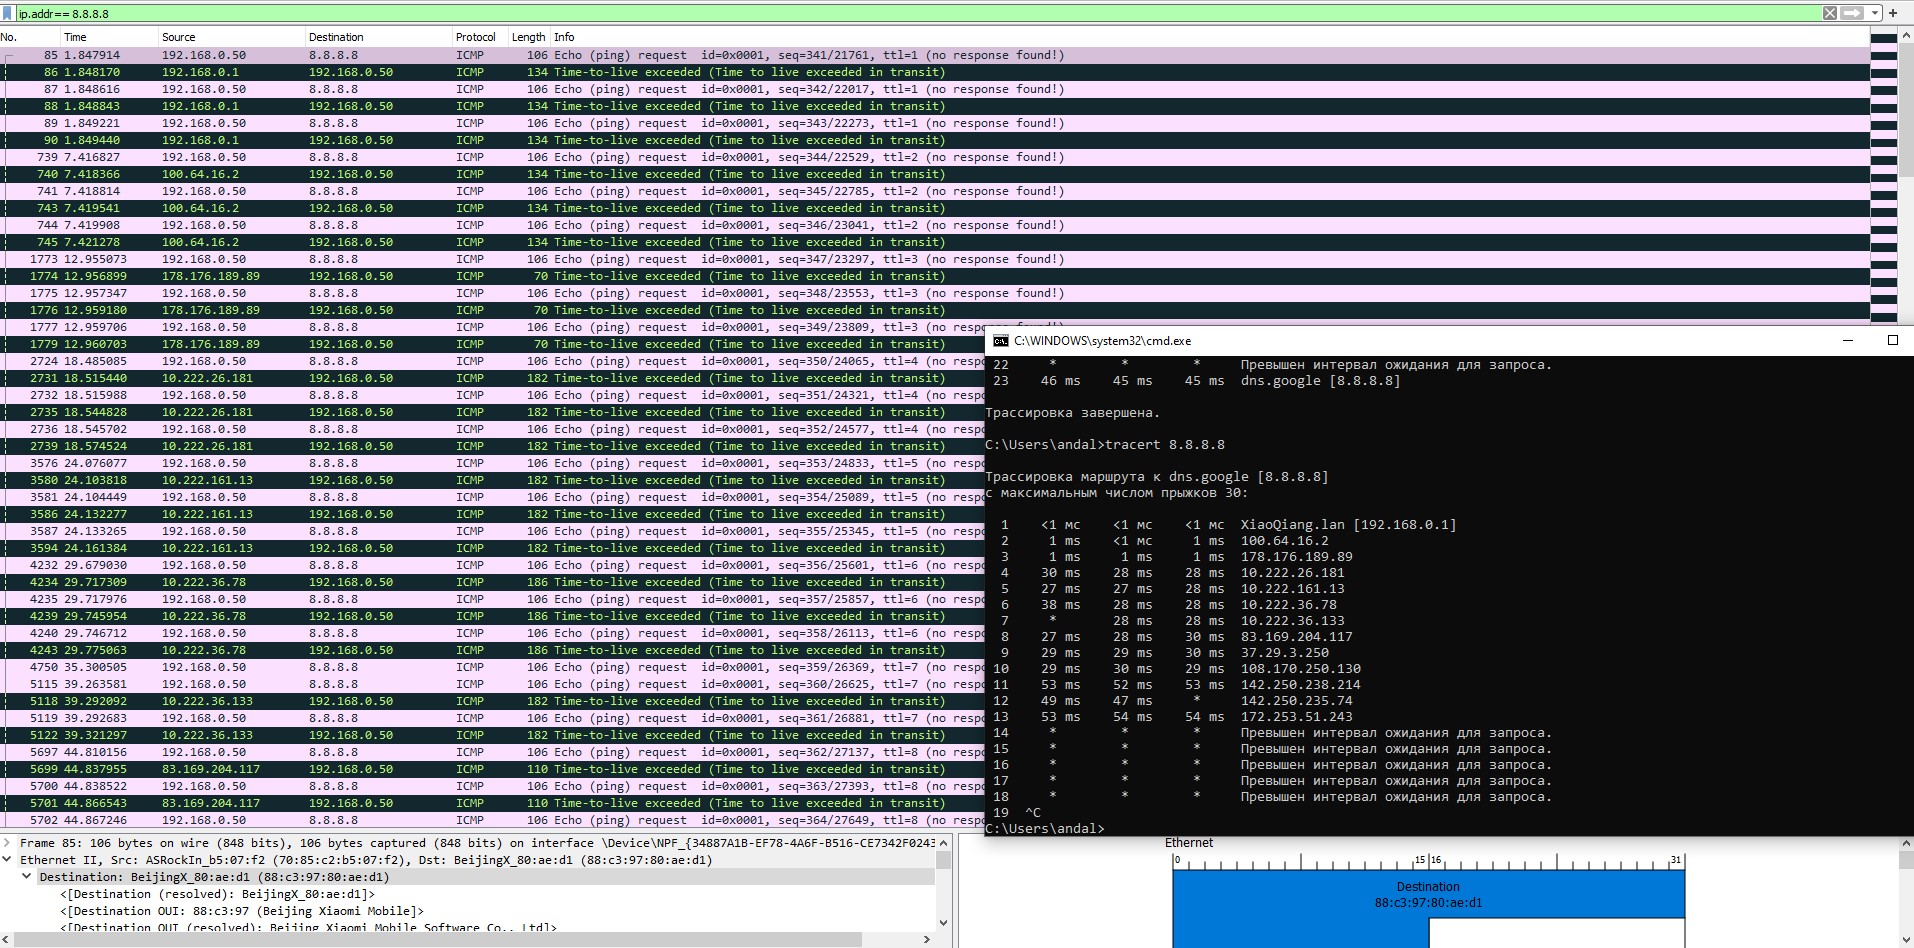 ip.addr== 8.8.8.8
No. Time Source Destination Protocol Length Info
85 1.847914 192.168.0.50 8.8.8.8 ICMP 106 Echo (ping) request id=0x0001, seq=341/21761, ttl=1 (no response found!)
86 1.848170 192.168.0.1 192.168.0.50 ICMP 134 Time-to-live exceeded (Time to live exceeded in transit)
87 1.848616 192.168.0.50 8.8.8.8 ICMP 106 Echo (ping) request id=0x0001, seq=342/22017, ttl=1 (no response found!)
88 1.848843 192.168.0.1 192.168.0.50 ICMP 134 Time-to-live exceeded (Time to live exceeded in transit)
89 1.849221 192.168.0.50 8.8.8.8 ICMP 106 Echo (ping) request id=0x0001, seq=343/22273, ttl=1 (no response found!)
90 1.849440 192.168.0.1 192.168.0.50 ICMP 134 Time-to-live exceeded (Time to live exceeded in transit)
739 7.416827 192.168.0.50 8.8.8.8 ICMP 106 Echo (ping) request id=0x0001, seq=344/22529, ttl=2 (no response found!)
740 7.418366 100.64.16.2 192.168.0.50 ICMP 134 Time-to-live exceeded (Time to live exceeded in transit)
741 7.418814 192.168.0.50 8.8.8.8 ICMP 106 Echo (ping) request id=0x0001, seq=345/22785, ttl=2 (no response found!)
743 7.419541 100.64.16.2 192.168.0.50 ICMP 134 Time-to-live exceeded (Time to live exceeded in transit)
744 7.419908 192.168.0.50 8.8.8.8 ICMP 106 Echo (ping) request id=0x0001, seq=346/23041, ttl=2 (no response found!)
745 7.421278 100.64.16.2 192.168.0.50 ICMP 134 Time-to-live exceeded (Time to live exceeded in transit)
1773 12.955073 192.168.0.50 8.8.8.8 ICMP 106 Echo (ping) request id=0x0001, seq=347/23297, ttl=3 (no response found!)
1774 12.956899 178.176.189.89 192.168.0.50 ICMP 70 Time-to-live exceeded (Time to live exceeded in transit)
1775 12.957347 192.168.0.50 8.8.8.8 ICMP 106 Echo (ping) request id=0x0001, seq=348/23553, ttl=3 (no response found!)
1776 12.959180 178.176.189.89 192.168.0.50 ICMP 70 Time-to-live exceeded (Time to live exceeded in transit)
1777 12.959706 192.168.0.50 8.8.8.8 ICMP 106 Echo (ping) request id=0x0001, seq=349/23809, ttl=3 (no response found!)
1779 12.960703 178.176.189.89 192.168.0.50 ICMP 70 Time-to-live exceeded (Time to live exceeded in transit)
2724 18.485085 192.168.0.50 8.8.8.8 ICMP 106 Echo (ping) request id=0x0001, seq=350/24065, ttl=4 (no resp
2731 18.515440 10.222.26.181 192.168.0.50 ICMP 182 Time-to-live exceeded (Time to live exceeded in transit)
2732 18.515988 192.168.0.50 8.8.8.8 ICMP 106 Echo (ping) request id=0x0001, seq=351/24321, ttl=4 (no resp
2735 18.544828 10.222.26.181 192.168.0.50 ICMP 182 Time-to-live exceeded (Time to live exceeded in transit)
2736 18.545702 192.168.0.50 8.8.8.8 ICMP 106 Echo (ping) request id=0x0001, seq=352/24577, ttl=4 (no resp
2739 18.574524 10.222.26.181 192.168.0.50 ICMP 182 Time-to-live exceeded (Time to live exceeded in transit)
3576 24.076077 192.168.0.50 8.8.8.8 ICMP 106 Echo (ping) request id=0x0001, seq=353/24833, ttl=5 (no resp
3580 24.103818 10.222.161.13 192.168.0.50 ICMP 182 Time-to-live exceeded (Time to live exceeded in transit)
3581 24.104449 192.168.0.50 8.8.8.8 ICMP 106 Echo (ping) request id=0x0001, seq=354/25089, ttl=5 (no resp
3586 24.132277 10.222.161.13 192.168.0.50 ICMP 182 Time-to-live exceeded (Time to live exceeded in transit)
3587 24.133265 192.168.0.50 8.8.8.8 ICMP 106 Echo (ping) request id=0x0001, seq=355/25345, ttl=5 (no resp
3594 24.161384 10.222.161.13 192.168.0.50 ICMP 182 Time-to-live exceeded (Time to live exceeded in transit)
4232 29.679030 192.168.0.50 8.8.8.8 ICMP 106 Echo (ping) request id=0x0001, seq=356/25601, ttl=6 (no resp
4234 29.717309 10.222.36.78 192.168.0.50 ICMP 186 Time-to-live exceeded (Time to live exceeded in transit)
4235 29.717976 192.168.0.50 8.8.8.8 ICMP 106 Echo (ping) request id=0x0001, seq=357/25857, ttl=6 (no resp
4239 29.745954 10.222.36.78 192.168.0.50 ICMP 186 Time-to-live exceeded (Time to live exceeded in transit)
4240 29.746712 192.168.0.50 8.8.8.8 ICMP 106 Echo (ping) request id=0x0001, seq=358/26113, ttl=6 (no resp
4243 29.775063 10.222.36.78 192.168.0.50 ICMP 186 Time-to-live exceeded (Time to live exceeded in transit)
4750 35.300505 192.168.0.50 8.8.8.8 ICMP 106 Echo (ping) request id=0x0001, seq=359/26369, ttl=7 (no resp
5115 39.263581 192.168.0.50 8.8.8.8 ICMP 106 Echo (ping) request id=0x0001, seq=360/26625, ttl=7 (no resp
5118 39.292092 10.222.36.133 192.168.0.50 ICMP 182 Time-to-live exceeded (Time to live exceeded in transit)
5119 39.292683 192.168.0.50 8.8.8.8 ICMP 106 Echo (ping) request id=0x0001, seq=361/26881, ttl=7 (no resp
5122 39.321297 10.222.36.133 192.168.0.50 ICMP 182 Time-to-live exceeded (Time to live exceeded in transit)
5697 44.810156 192.168.0.50 8.8.8.8 ICMP 106 Echo (ping) request id=0x0001, seq=362/27137, ttl=8 (no resp
5699 44.837955 83.169.204.117 192.168.0.50 ICMP 110 Time-to-live exceeded (Time to live exceeded in transit)
5700 44.838522 192.168.0.50 8.8.8.8 ICMP 106 Echo (ping) request id=0x0001, seq=363/27393, ttl=8 (no resp
5701 44.866543 83.169.204.117 192.168.0.50 ICMP 110 Time-to-live exceeded (Time to live exceeded in transit)
5702 44.867246 192.168.0.50 8.8.8.8 ICMP 106 Echo (ping) request id=0x0001, seq=364/27649, ttl=8 (no resp
C:\WINDOWS\system32\cmd.exe
22 * * * Превышен интервал ожидания для запроса.
23 46 ms 45 ms 45 ms dns.google [8.8.8.8]
Трассировка завершена.
C:\Users\andal>tracert 8.8.8.8
Трассировка маршрута к dns.google [8.8.8.8]
с максимальным числом прыжков 30:
1 <1 мс <1 мс <1 мс XiaoQiang.lan [192.168.0.1]
2 1 ms <1 мс 1 ms 100.64.16.2
3 1 ms 1 ms 1 ms 178.176.189.89
4 30 ms 28 ms 28 ms 10.222.26.181
5 27 ms 27 ms 28 ms 10.222.161.13
6 38 ms 28 ms 28 ms 10.222.36.78
7 * 28 ms 28 ms 10.222.36.133
8 27 ms 28 ms 30 ms 83.169.204.117
9 29 ms 29 ms 30 ms 37.29.3.250
10 29 ms 30 ms 29 ms 108.170.250.130
11 53 ms 52 ms 53 ms 142.250.238.214
12 49 ms 47 ms * 142.250.235.74
13 53 ms 54 ms 54 ms 172.253.51.243
14 * * * Превышен интервал ожидания для запроса.
15 * * * Превышен интервал ожидания для запроса.
16 * * * Превышен интервал ожидания для запроса.
17 * * * Превышен интервал ожидания для запроса.
18 * * * Превышен интервал ожидания для запроса.
19 ^C
C:\Users\andal>
Frame 85: 106 bytes on wire (848 bits), 106 bytes captured (848 bits) on interface \Device\NPF_{34887A1B-EF78-4A6F-B516-CE7342F0243
Ethernet II, Src: ASRockIn_b5:07:f2 (70:85:c2:b5:07:f2), Dst: BeijingX_80:ae:d1 (88:c3:97:80:ae:d1)
Destination: BeijingX_80:ae:d1 (88:c3:97:80:ae:d1)
<[Destination (resolved): BeijingX_80:ae:d1]>
<[Destination OUI: 88:c3:97 (Beijing Xiaomi Mobile]>
<[Destination OUI (resolved): Beijing Xiaomi Mobile Software Co., Ltd]>
Ethernet
0 15 16 31
Destination
88:c3:97:80:ae:d1